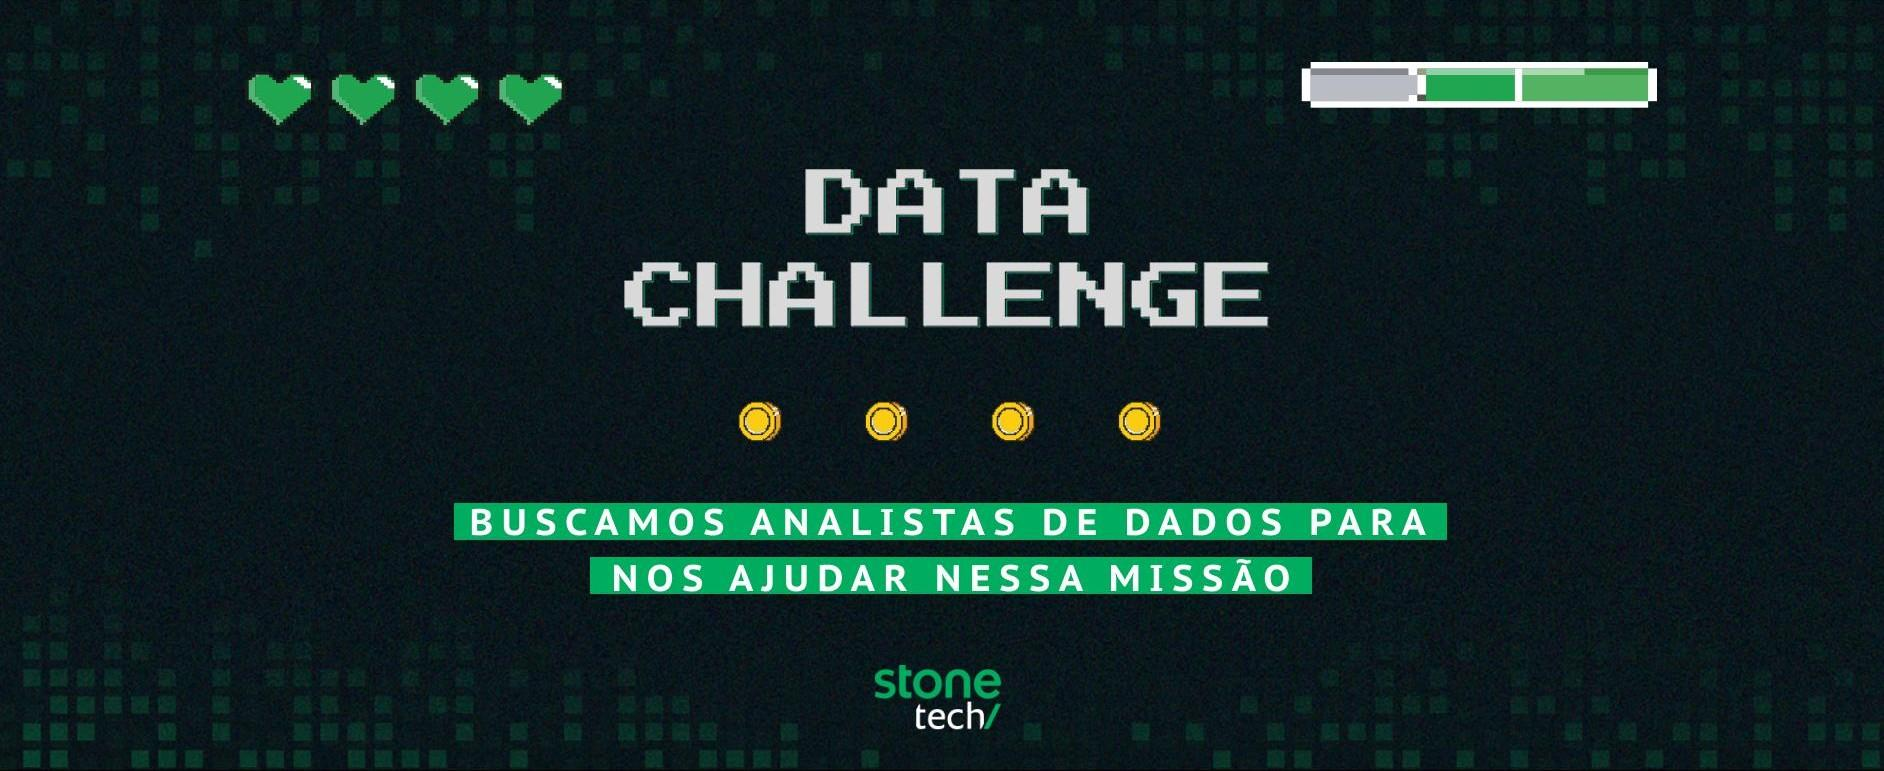 DATA
CHALLENGE
BUSCAMOS ANALISTAS DE DADOS PARA
NOS AJUDAR NESSA MISSÃO
stone
tech/